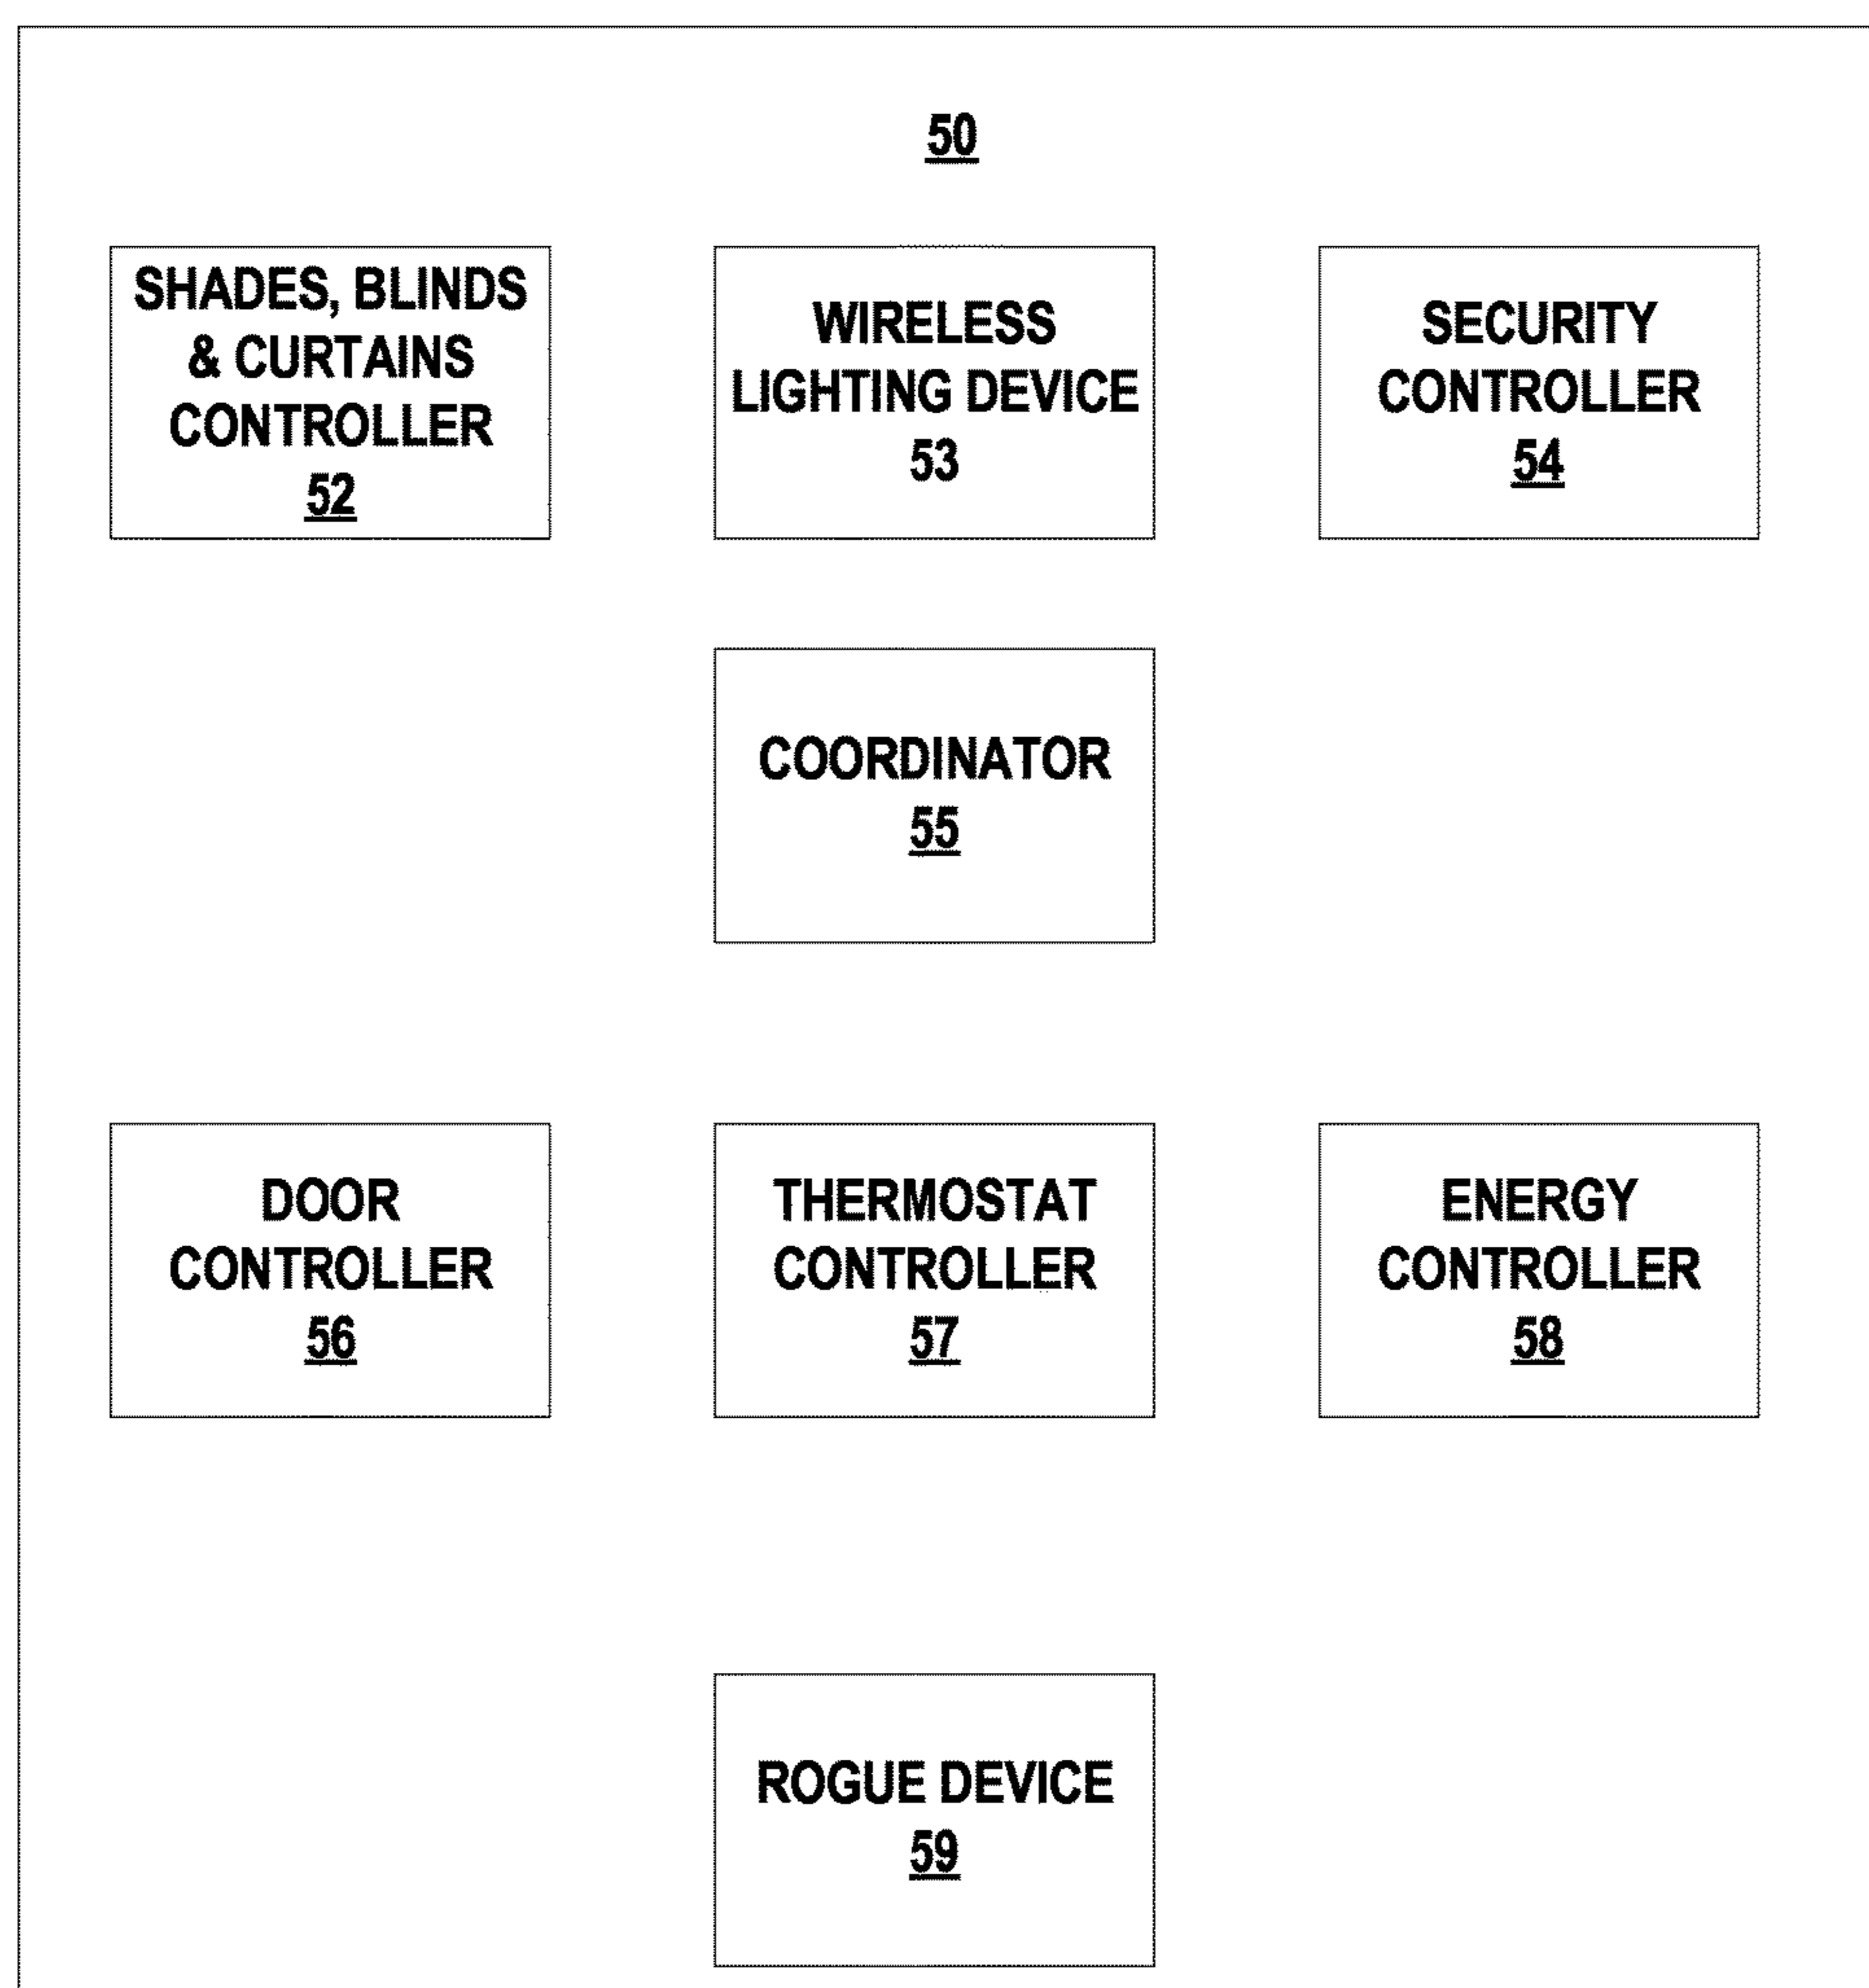 50
SHADES, BLINDS
& CURTAINS
CONTROLLER
52
WIRELESS
LIGHTING DEVICE
53
SECURITY
CONTROLLER
54
COORDINATOR
55
DOOR
CONTROLLER
56
THERMOSTAT
CONTROLLER
57
ENERGY
CONTROLLER
58
ROGUE DEVICE
59